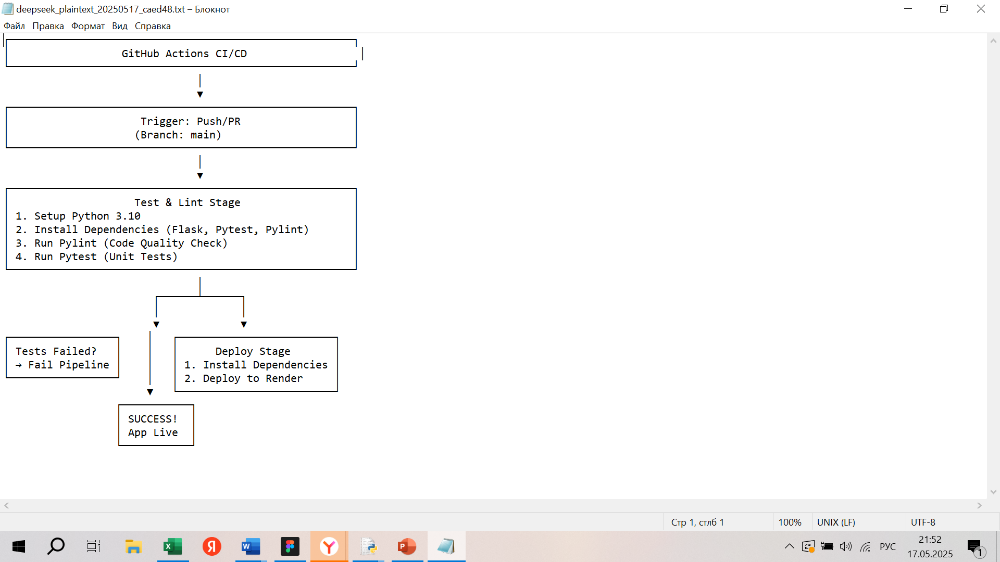 deepseek_plaintext_20250517_caed48.txt – Блокнот
Файл Правка Формат Вид Справка
GitHub Actions CI/CD
Trigger: Push/PR
(Branch: main)
Test & Lint Stage
1. Setup Python 3.10
2. Install Dependencies (Flask, Pytest, Pylint)
3. Run Pylint (Code Quality Check)
4. Run Pytest (Unit Tests)
Tests Failed?
→ Fail Pipeline
Deploy Stage
1. Install Dependencies
2. Deploy to Render
SUCCESS!
App Live
Стр 1, стлб 1 100% UNIX (LF) UTF-8
РУС
21:52
17.05.2025
1